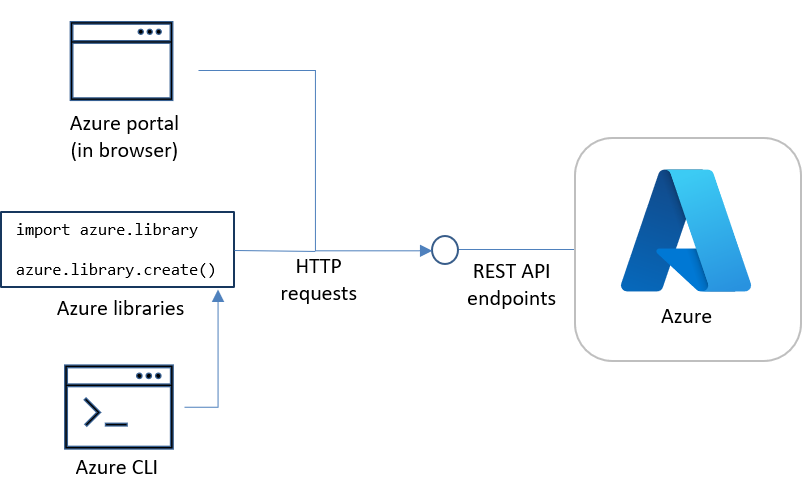 Azure portal
(in browser)
import azure.library
azure.library.create()
Azure libraries
HTTP
requests
REST API
endpoints
Azure
>_
Azure CLI